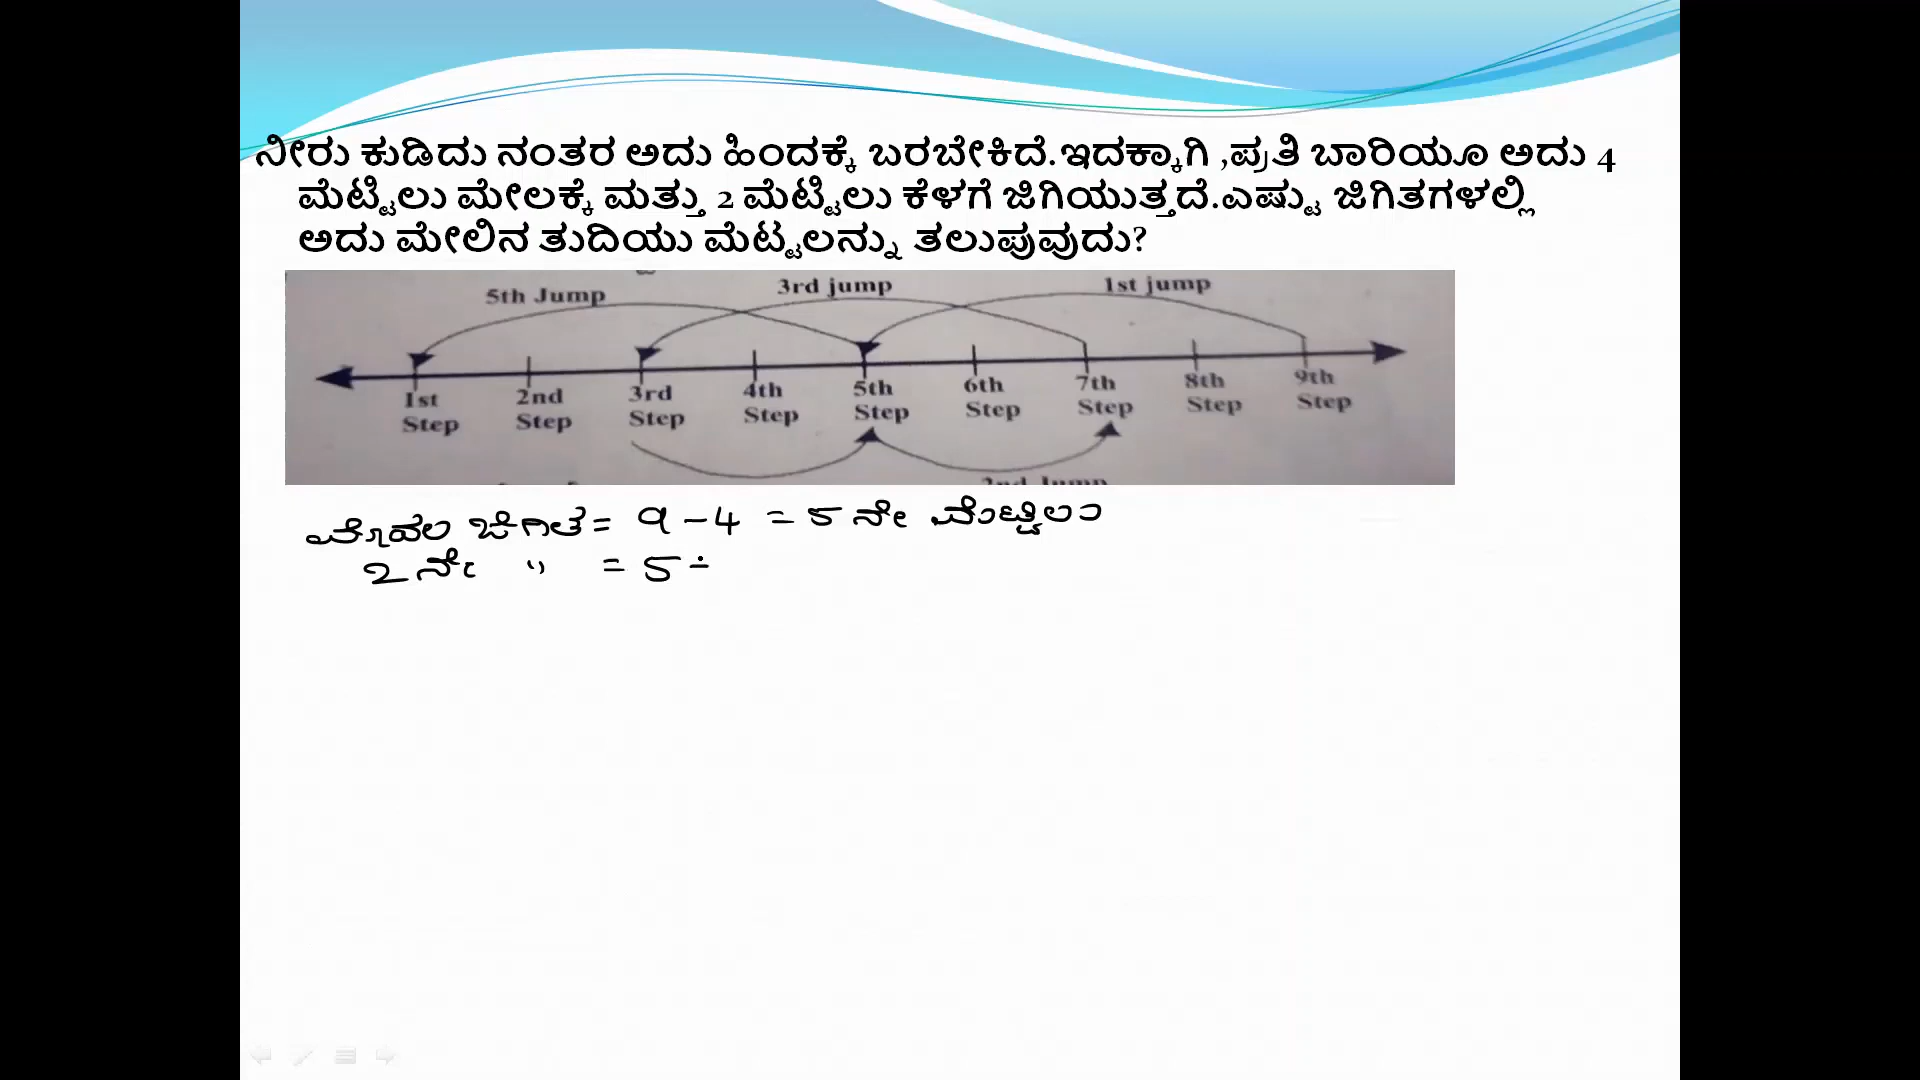 ನೀರು ಕುಡಿದು ನಂತರ ಅದು ಹಿಂದಕ್ಕೆ ಬರಬೇಕಿದೆ.ಇದಕ್ಕಾಗಿ ,ಪ್ರತಿ ಬಾರಿಯೂ ಅದು 4
ಮೆಟ್ಟಿಲು ಮೇಲಕ್ಕೆ ಮತ್ತು 2 ಮೆಟ್ಟಿಲು ಕೆಳಗೆ ಜಿಗಿಯುತ್ತದೆ.ಎಷ್ಟು ಜಿಗಿತಗಳಲ್ಲಿ
ಅದು ಮೇಲಿನ ತುದಿಯು ಮೆಟ್ಟಲನ್ನು ತಲುಪುವುದು?
5th Jump 3rd jump 1st jump
1st Step 2nd Step 3rd Step 4th Step 5th Step 6th Step 7th Step 8th Step 9th Step
2nd Jump
ಜಿಗಿತ = 9 - 4 = 5 ನೇ ಮೆಟ್ಟಿಲು
2 ನೇ " = 5 +